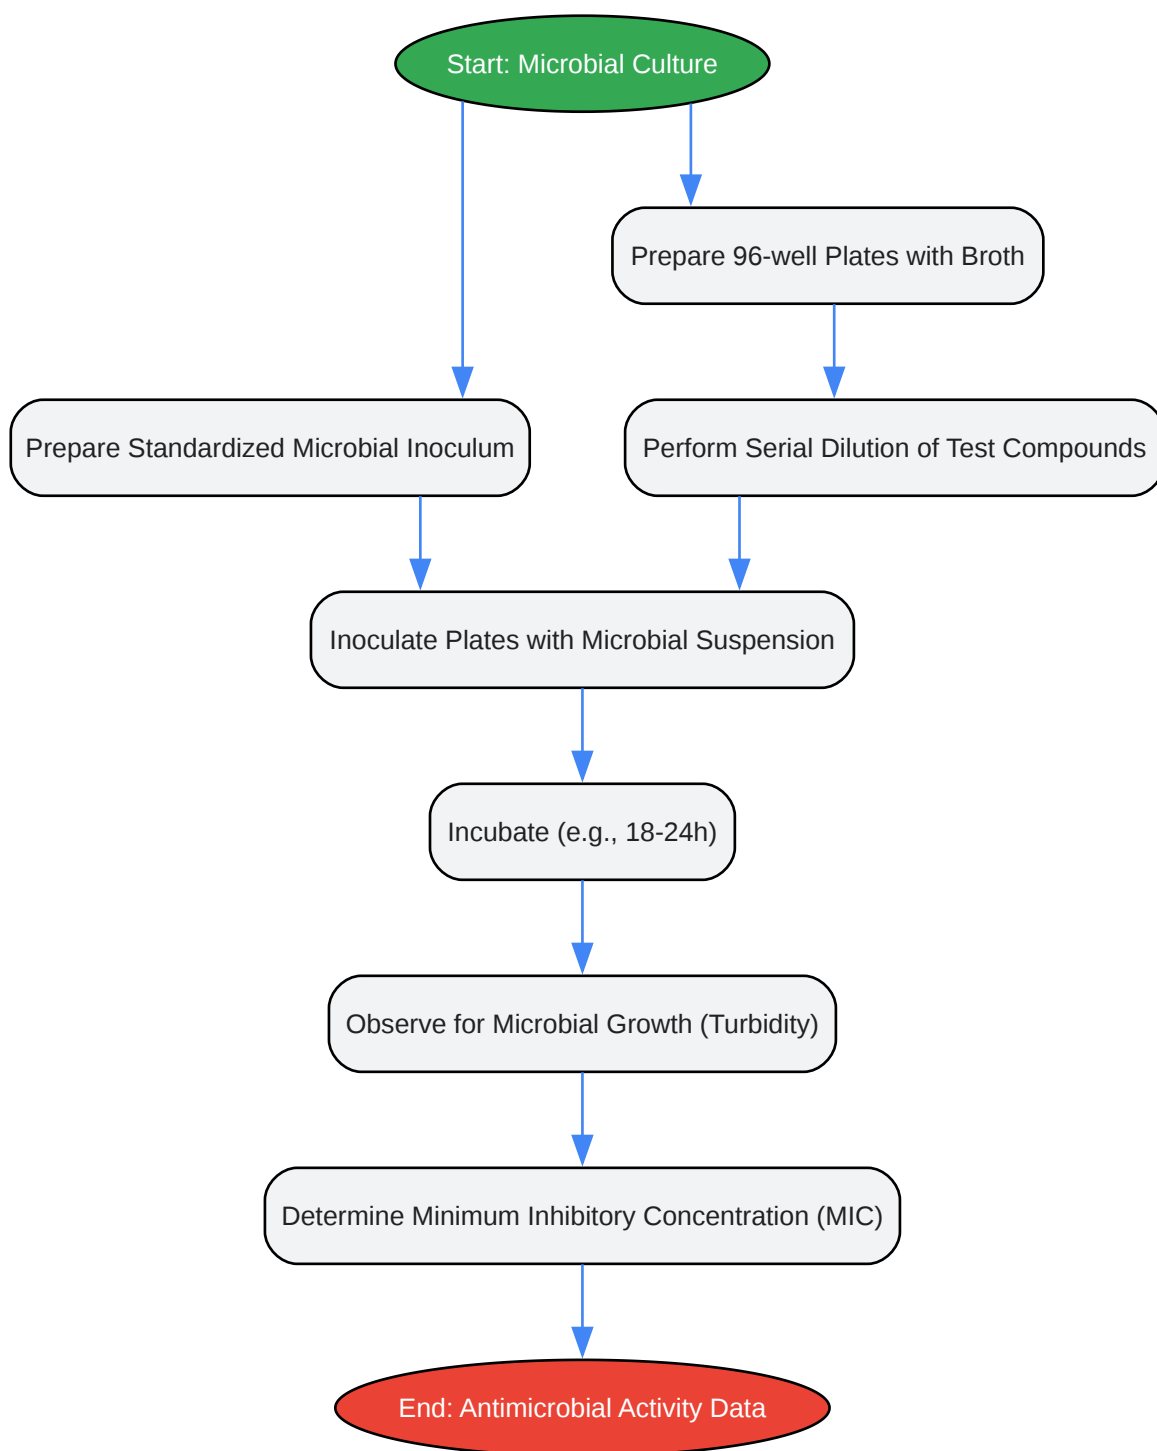 Start: Microbial Culture
Prepare 96-well Plates with Broth
Prepare Standardized Microbial Inoculum
Perform Serial Dilution of Test Compounds
Inoculate Plates with Microbial Suspension
Incubate (e.g., 18-24h)
Observe for Microbial Growth (Turbidity)
Determine Minimum Inhibitory Concentration (MIC)
End: Antimicrobial Activity Data